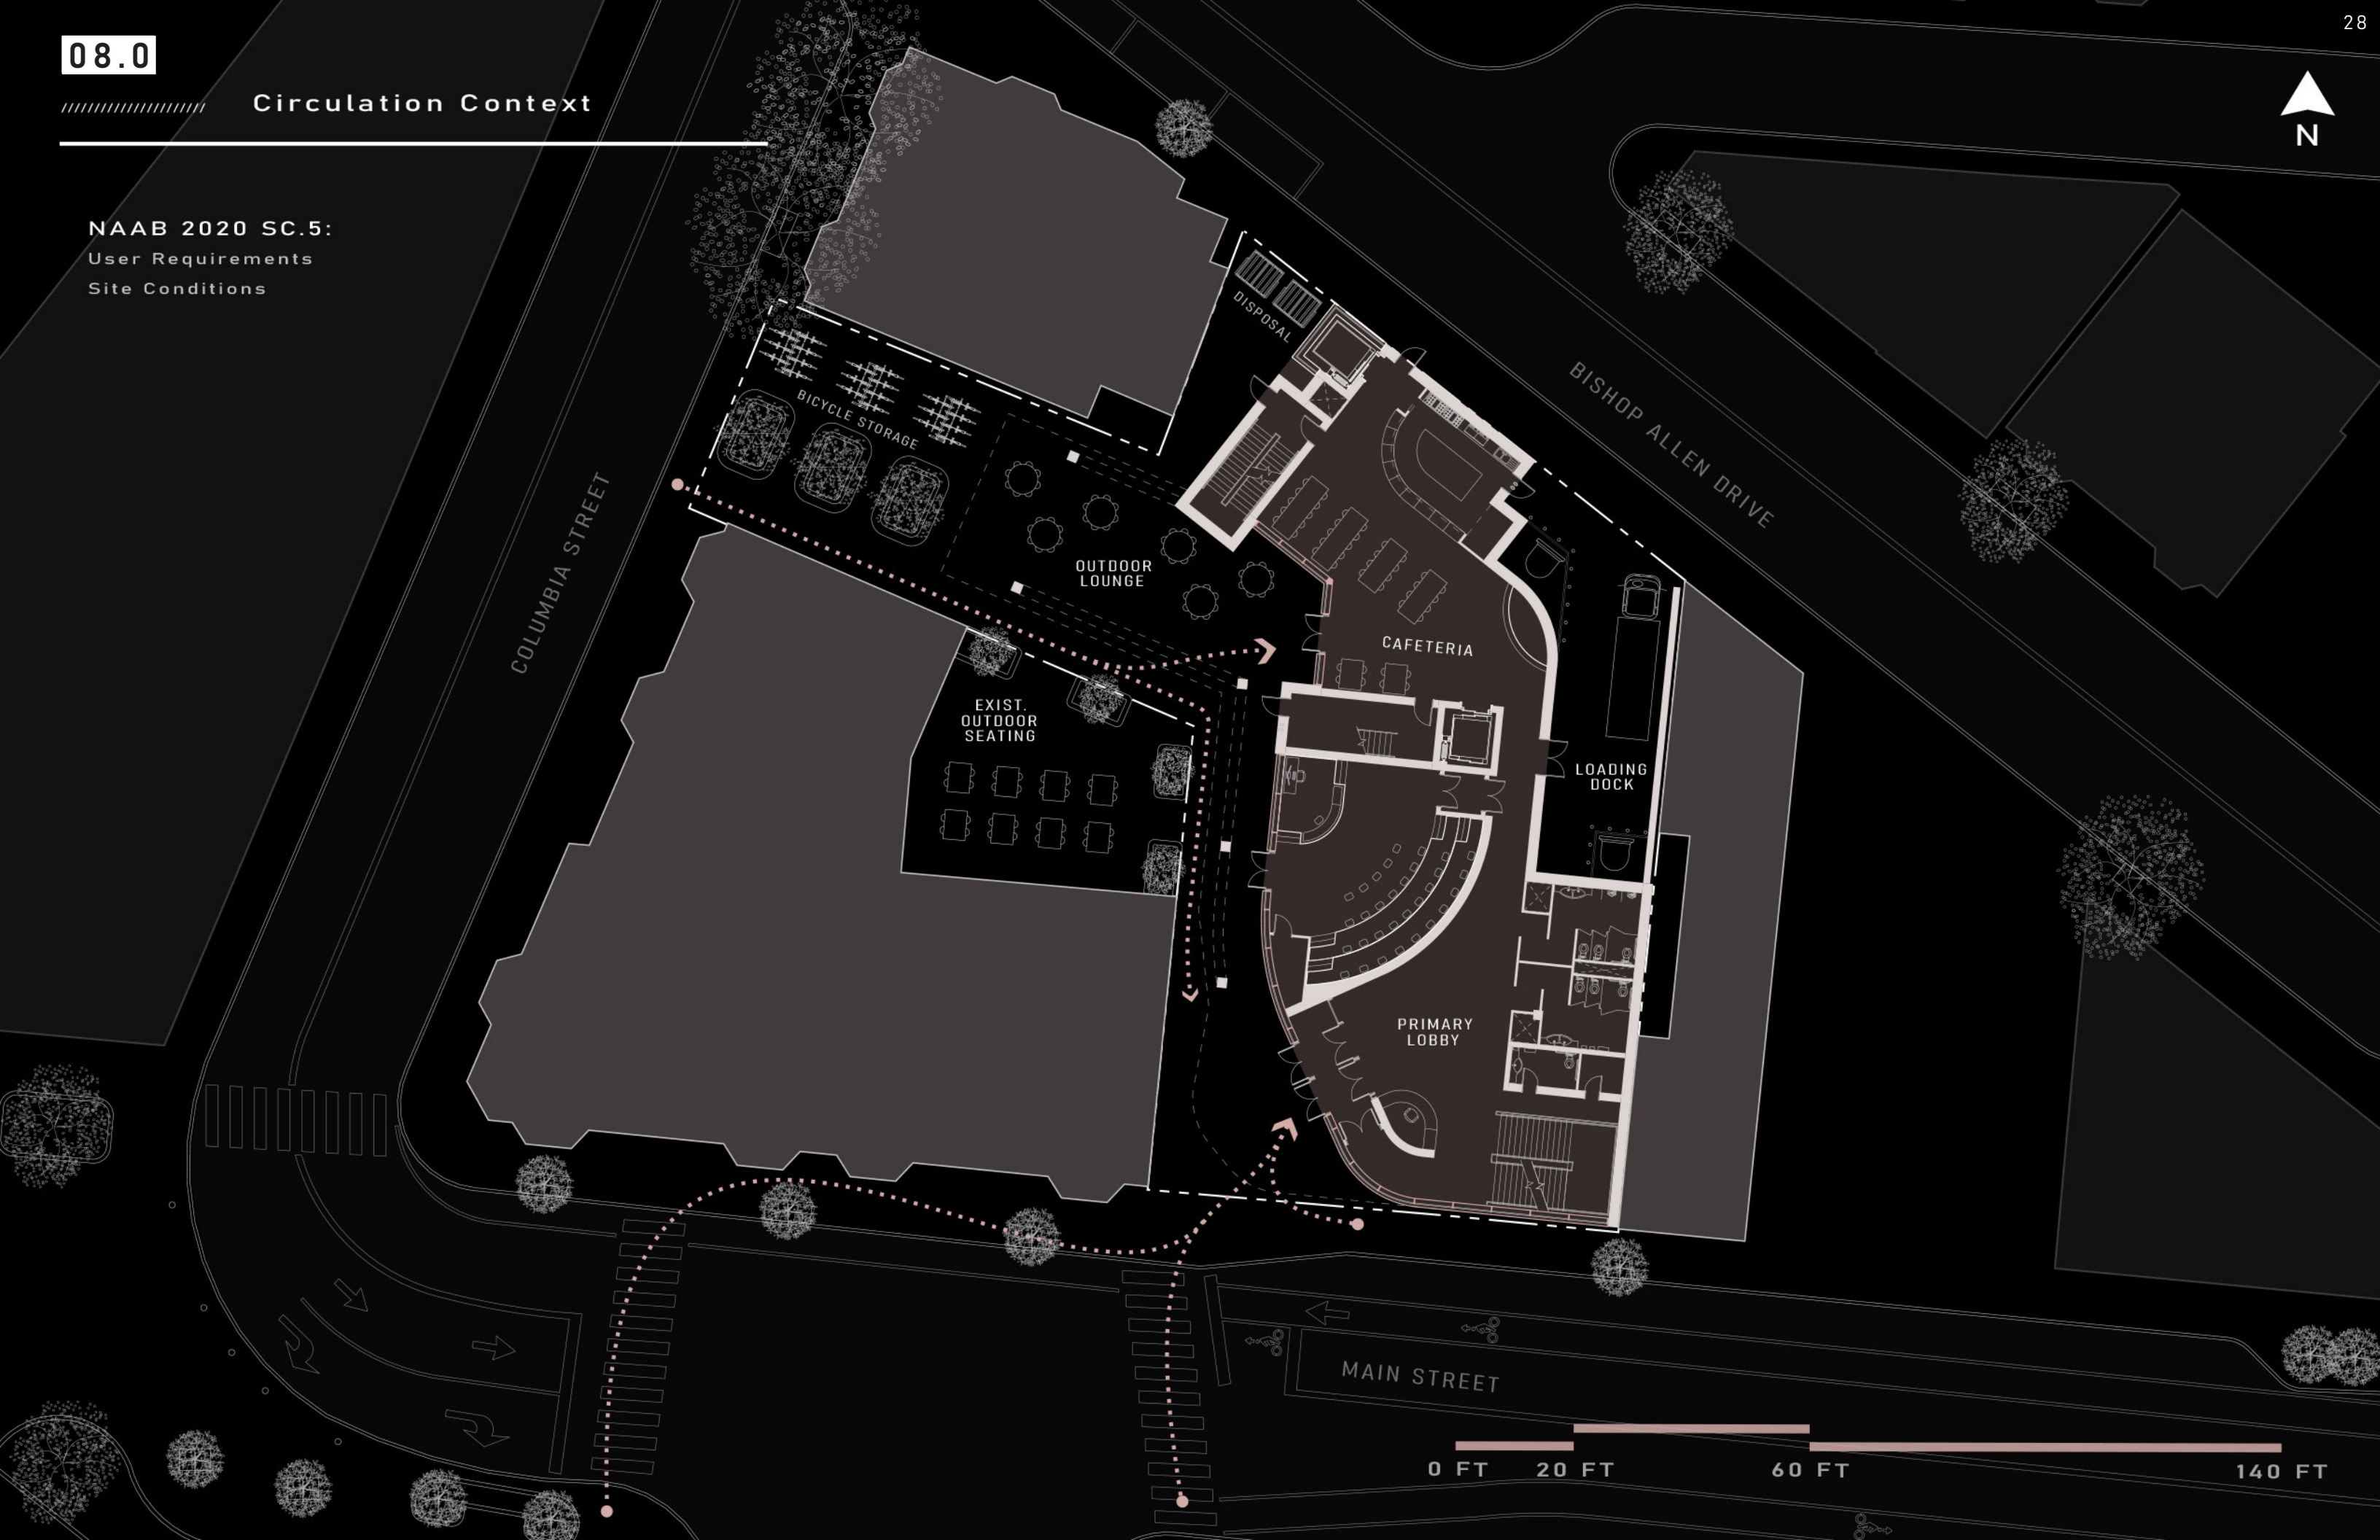 28
08.0
Circulation Context
N
NAAB 2020 SC.5:
User Requirements
Site Conditions
DISPOSAL
BICYCLE STORAGE
BISHOP ALLEN DRIVE
COLUMBIA STREET
OUTDOOR
LOUNGE
CAFETERIA
EXIST.
OUTDOOR
SEATING
LOADING
DOCK
PRIMARY
LOBBY
MAIN STREET
0 FT
20 FT
60 FT
140 FT